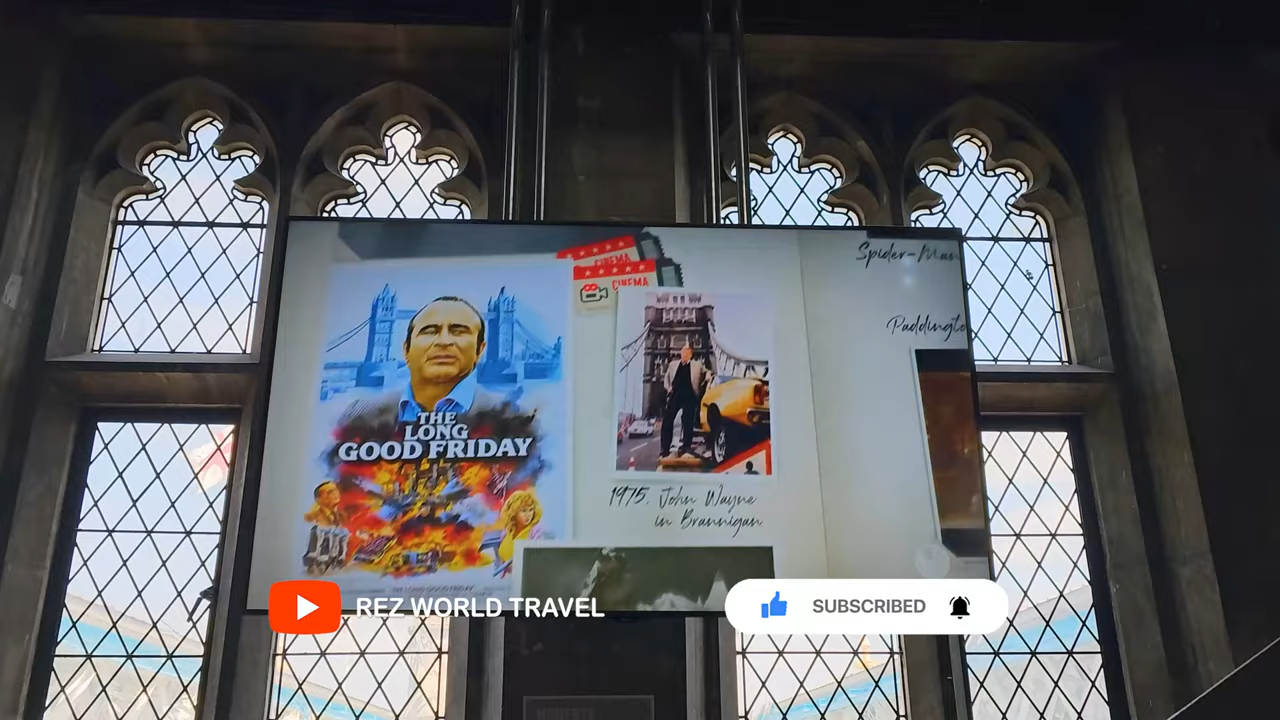 CINEMA
CINEMA
Spider-Man
Paddingto
THE
LONG
GOOD FRIDAY
1975. John Wayne
in Brannigan
REZ WORLD TRAVEL
SUBSCRIBED